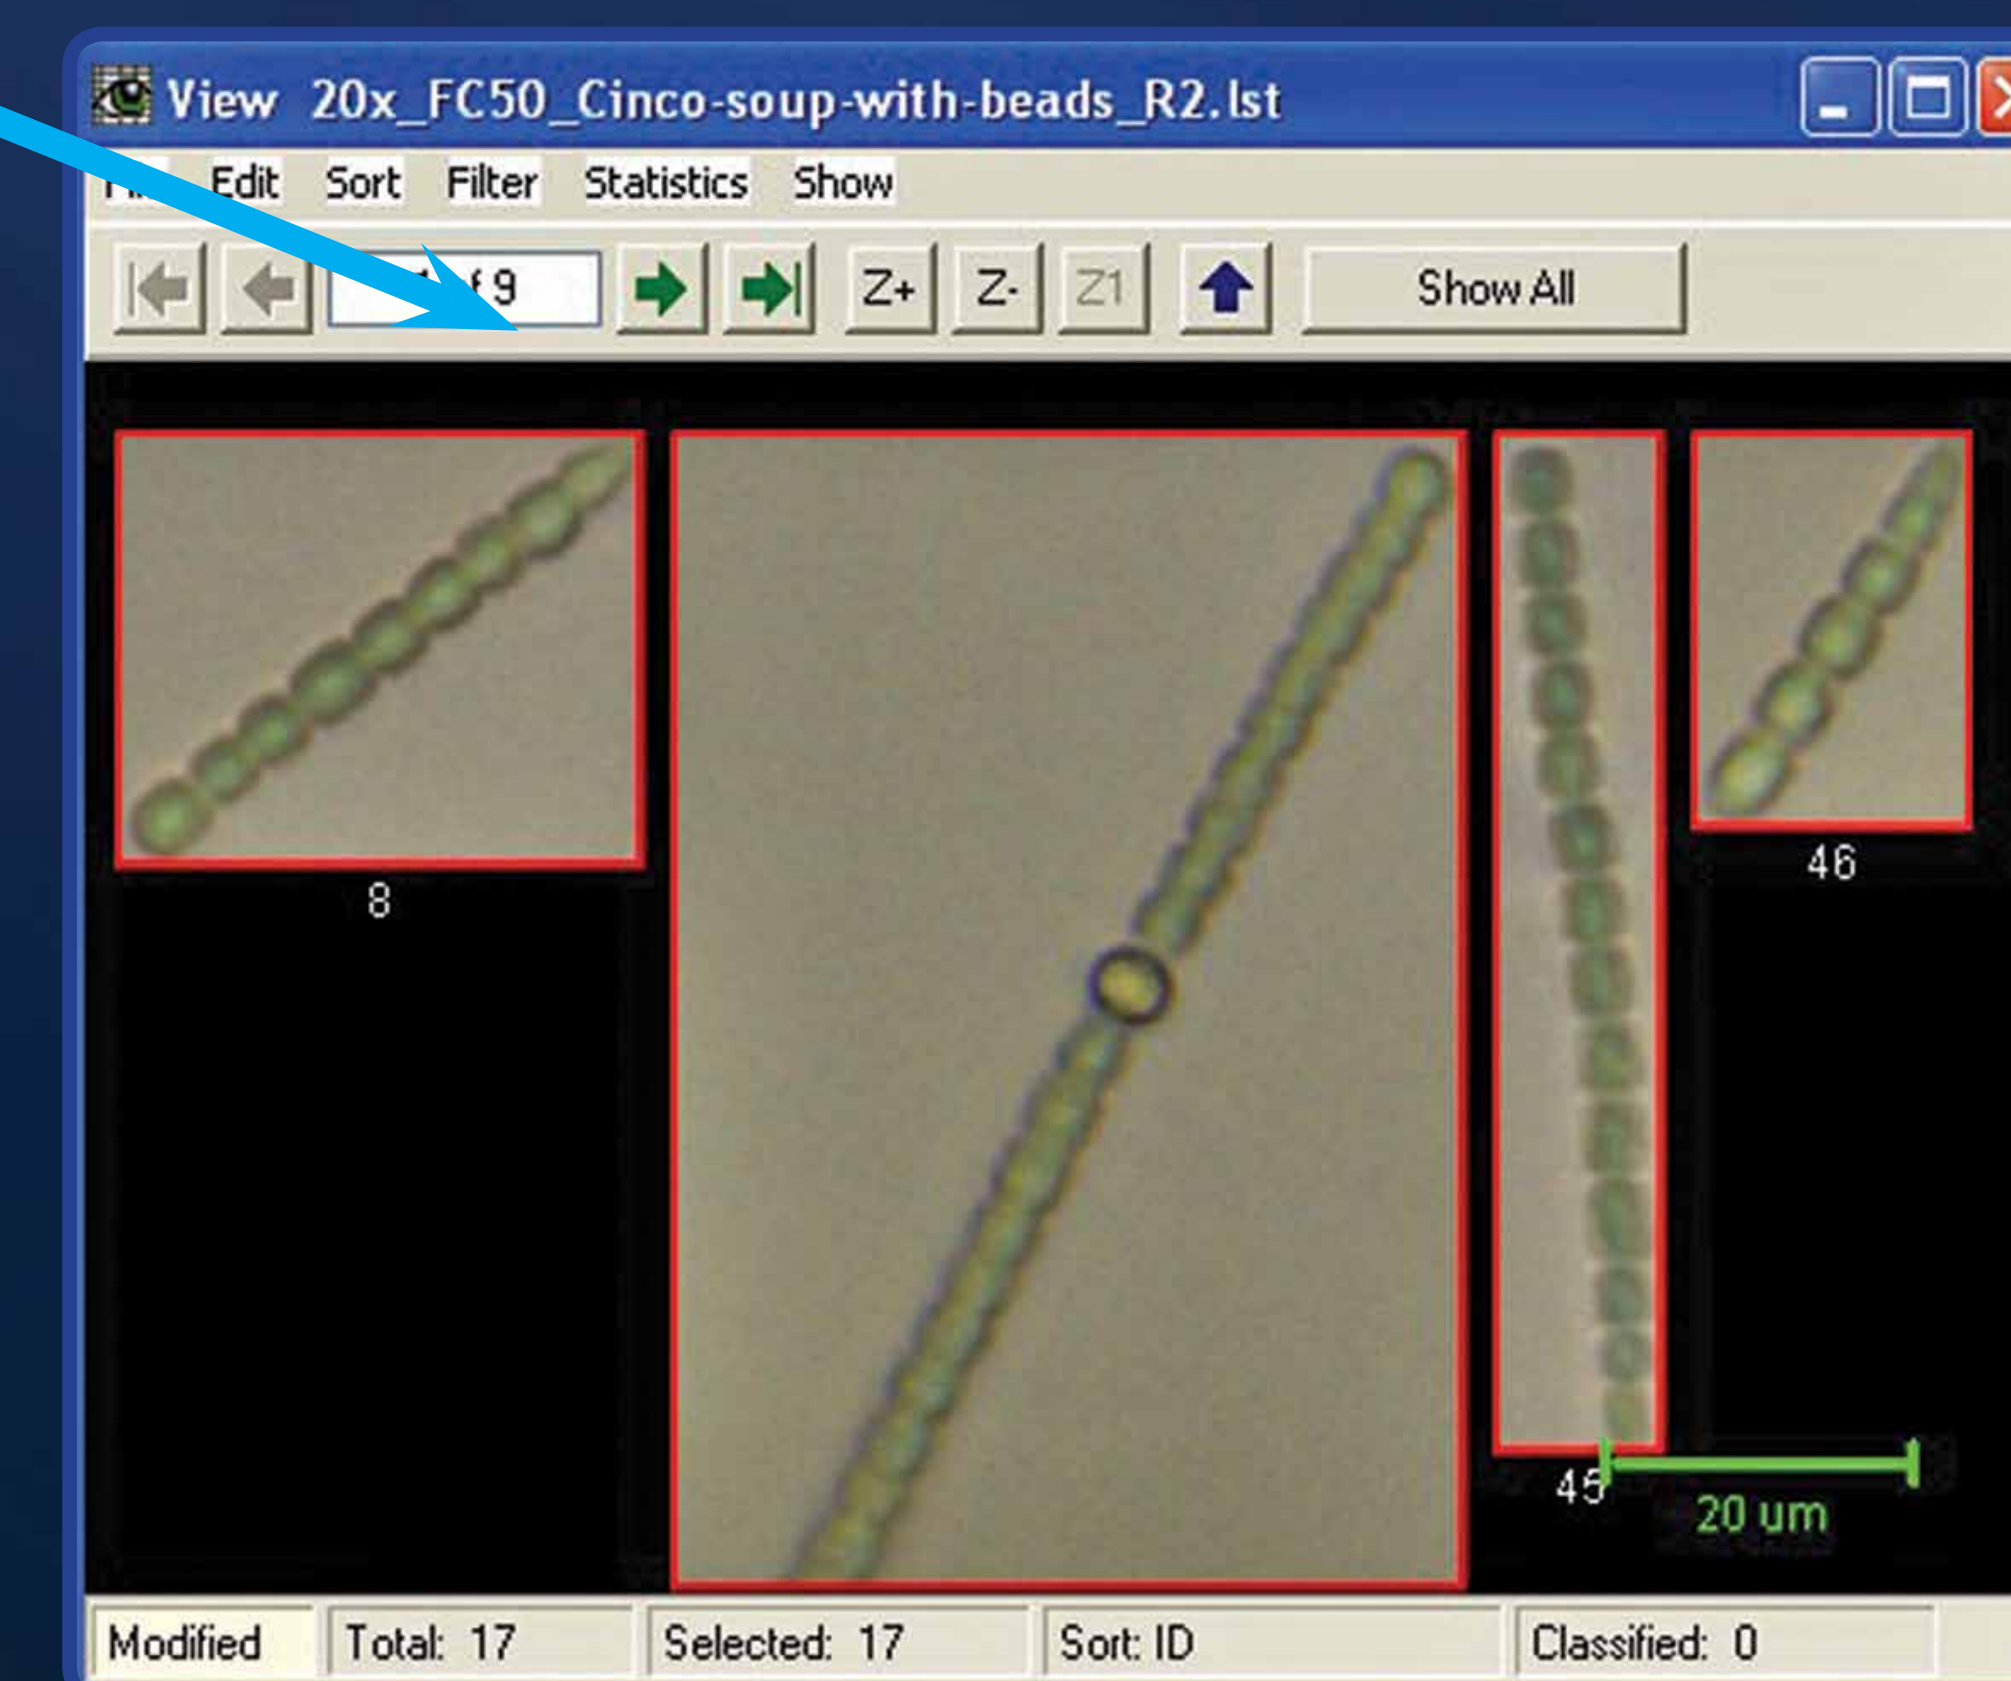 View 20x_FC50_Cinco-soup-with-beads_R2.lst
Edit Sort Filter Statistics Show
9 Z+ Z- Z1 Show All
8
46
45
20 um
Modified Total: 17 Selected: 17 Sort: ID Classified: 0